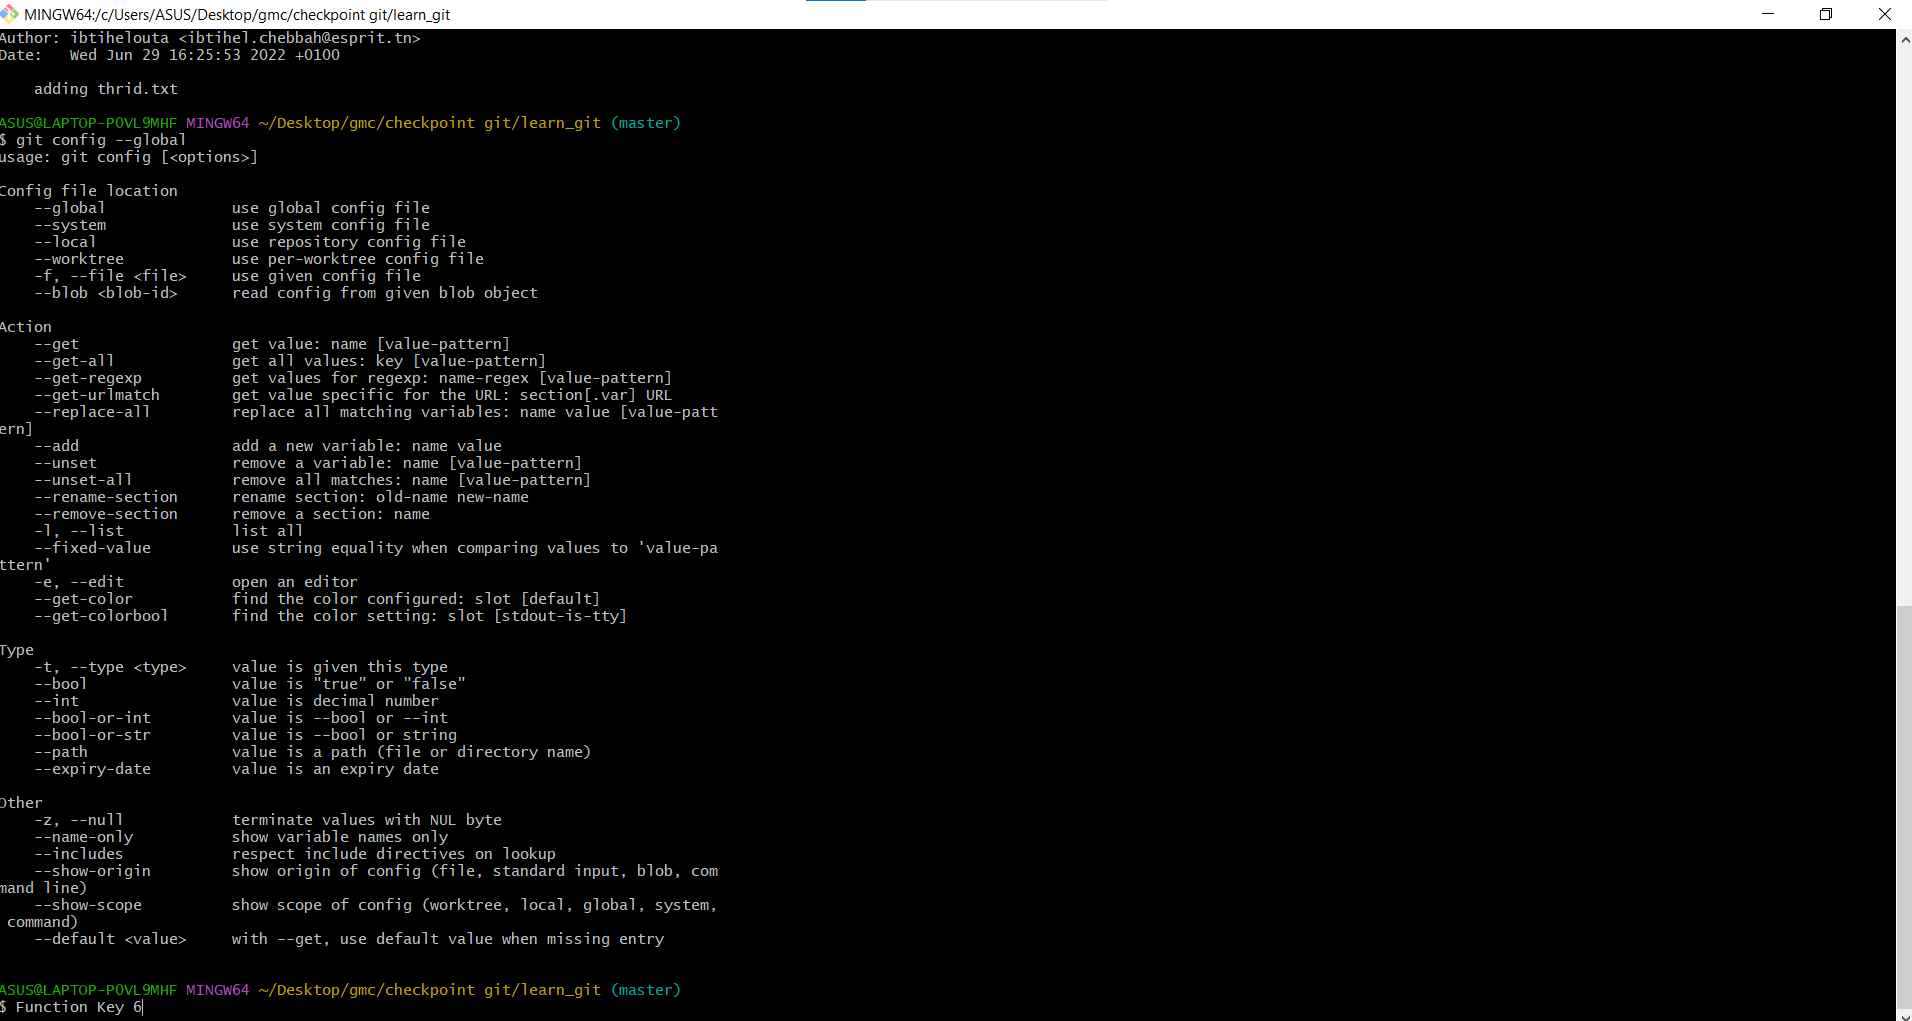 MINGW64:/c/Users/ASUS/Desktop/gmc/checkpoint git/learn_git
Author: ibtihelouta <ibtihel.chebbah@esprit.tn>
Date:   Wed Jun 29 16:25:53 2022 +0100
    adding thrid.txt
ASUS@LAPTOP-POVL9MHF MINGW64 ~/Desktop/gmc/checkpoint git/learn_git (master)
$ git config --global
usage: git config [<options>]
Config file location
    --global              use global config file
    --system              use system config file
    --local               use repository config file
    --worktree            use per-worktree config file
    -f, --file <file>     use given config file
    --blob <blob-id>      read config from given blob object
Action
    --get                 get value: name [value-pattern]
    --get-all             get all values: key [value-pattern]
    --get-regexp          get values for regexp: name-regex [value-pattern]
    --get-urlmatch        get value specific for the URL: section[.var] URL
    --replace-all         replace all matching variables: name value [value-patt
ern]
    --add                 add a new variable: name value
    --unset               remove a variable: name [value-pattern]
    --unset-all           remove all matches: name [value-pattern]
    --rename-section      rename section: old-name new-name
    --remove-section      remove a section: name
    -l, --list            list all
    --fixed-value         use string equality when comparing values to 'value-pa
ttern'
    -e, --edit            open an editor
    --get-color           find the color configured: slot [default]
    --get-colorbool       find the color setting: slot [stdout-is-tty]
Type
    -t, --type <type>     value is given this type
    --bool                value is "true" or "false"
    --int                 value is decimal number
    --bool-or-int         value is --bool or --int
    --bool-or-str         value is --bool or string
    --path                value is a path (file or directory name)
    --expiry-date         value is an expiry date
Other
    -z, --null            terminate values with NUL byte
    --name-only           show variable names only
    --includes            respect include directives on lookup
    --show-origin         show origin of config (file, standard input, blob, com
mand line)
    --show-scope          show scope of config (worktree, local, global, system,
 command)
    --default <value>     with --get, use default value when missing entry
ASUS@LAPTOP-POVL9MHF MINGW64 ~/Desktop/gmc/checkpoint git/learn_git (master)
$ Function Key 6